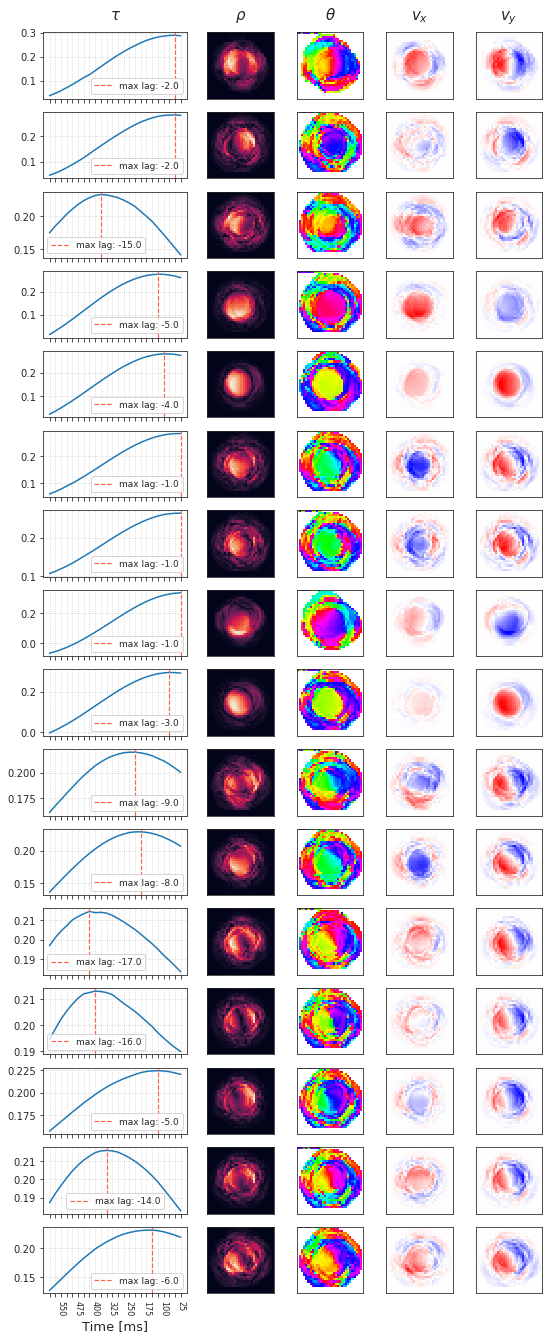 τ ρ θ v_x v_y
0.3
0.2
0.1
max lag: -2.0
0.2
0.1
max lag: -2.0
0.20
0.15
max lag: -15.0
0.2
0.1
max lag: -5.0
0.2
0.1
max lag: -4.0
0.2
0.1
max lag: -1.0
0.2
0.1
max lag: -1.0
0.2
0.0
max lag: -1.0
0.2
0.0
max lag: -3.0
0.200
0.175
max lag: -9.0
0.20
0.15
max lag: -8.0
0.21
0.20
0.19
max lag: -17.0
0.21
0.20
0.19
max lag: -16.0
0.225
0.200
0.175
max lag: -5.0
0.21
0.20
0.19
max lag: -14.0
0.20
0.15
max lag: -6.0
550 475 400 325 250 175 100 25
Time [ms]